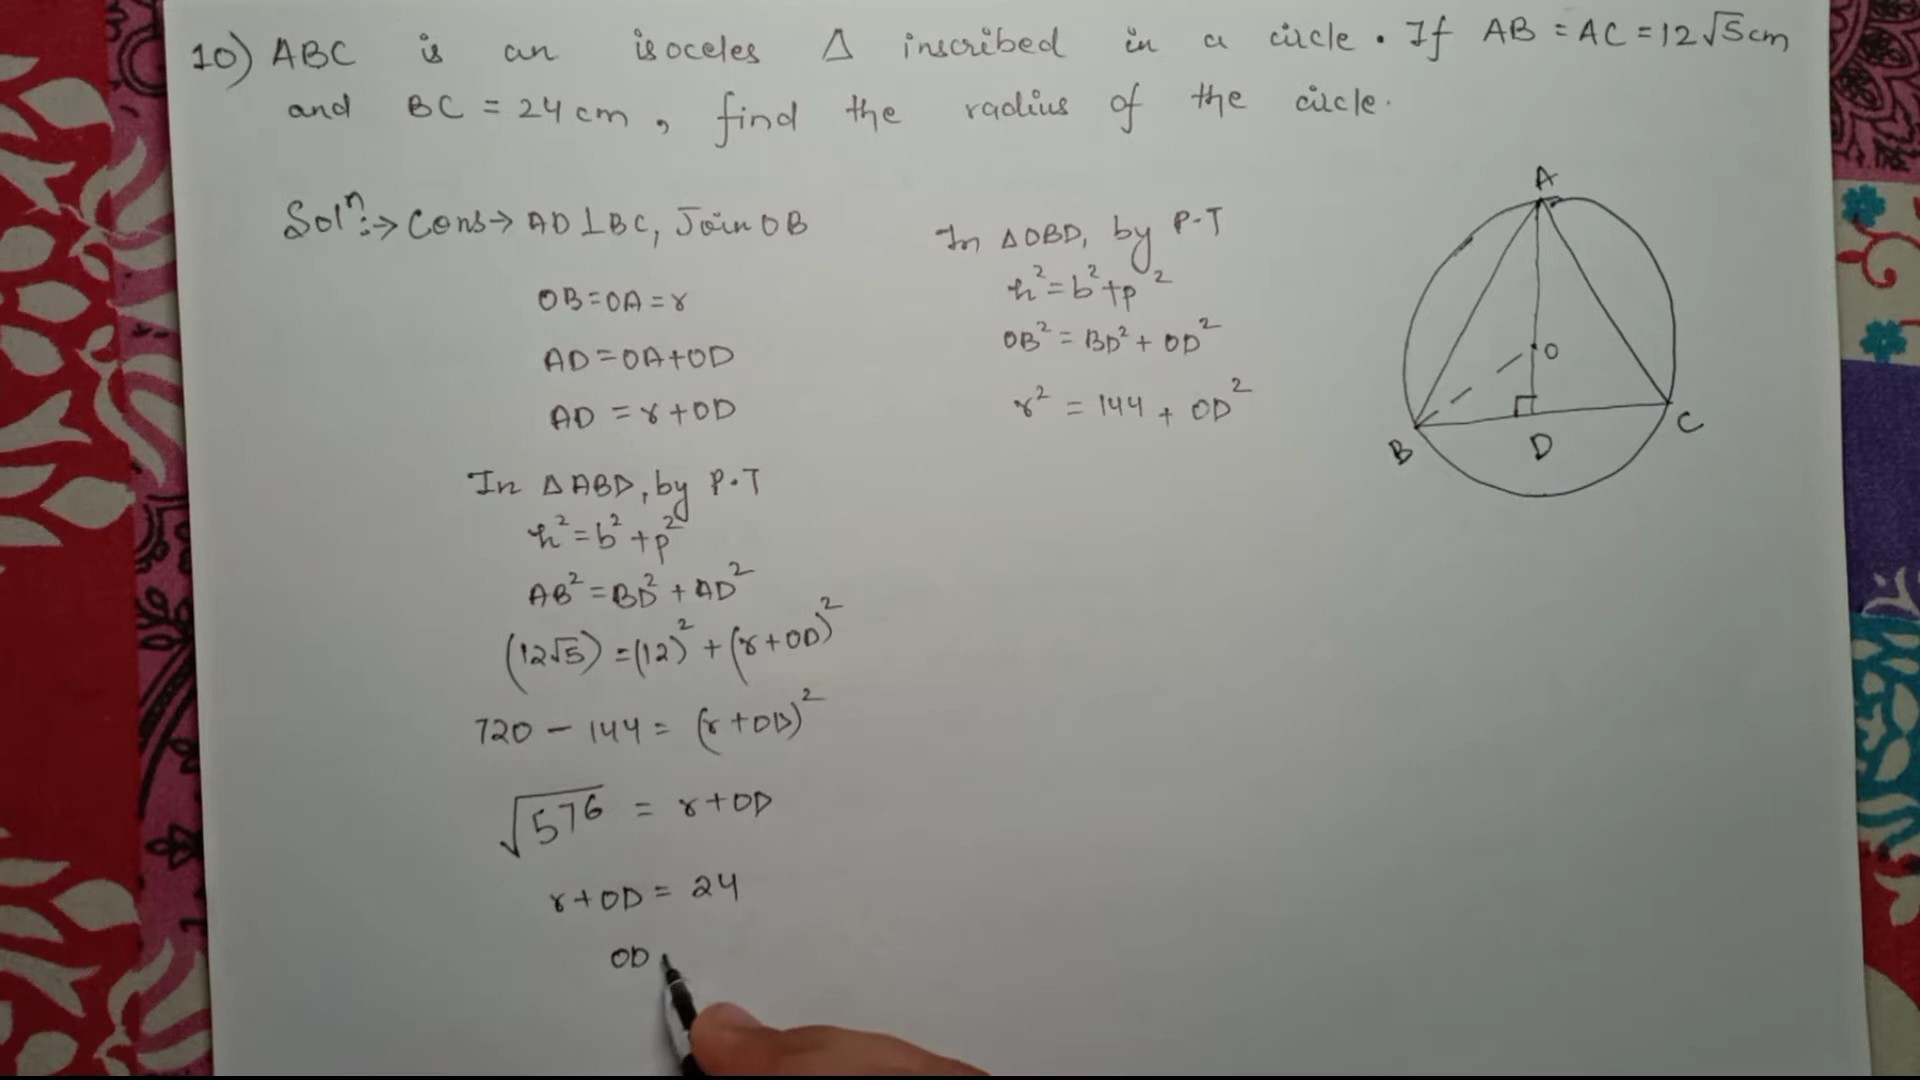 10) ABC is an isoceles Δ inscribed in a circle. If AB = AC = 12√5 cm
and BC = 24 cm, find the radius of the circle.
Solⁿ:→ Cons→ AD⊥BC, Join OB
OB = OA = r
AD = OA + OD
AD = r + OD
In ΔABD, by P.T
h² = b² + p²
AB² = BD² + AD²
(12√5) = (12)² + (r + OD)²
720 - 144 = (r + OD)²
√576 = r + OD
r + OD = 24
OD
In ΔOBD, by P.T
h² = b² + p²
OB² = BD² + OD²
r² = 144 + OD²
A
O
B
D
C